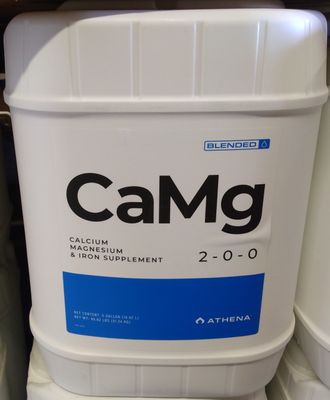 BLENDED
CaMg
CALCIUM
MAGNESIUM
& IRON SUPPLEMENT
2-0-0
ATHENA